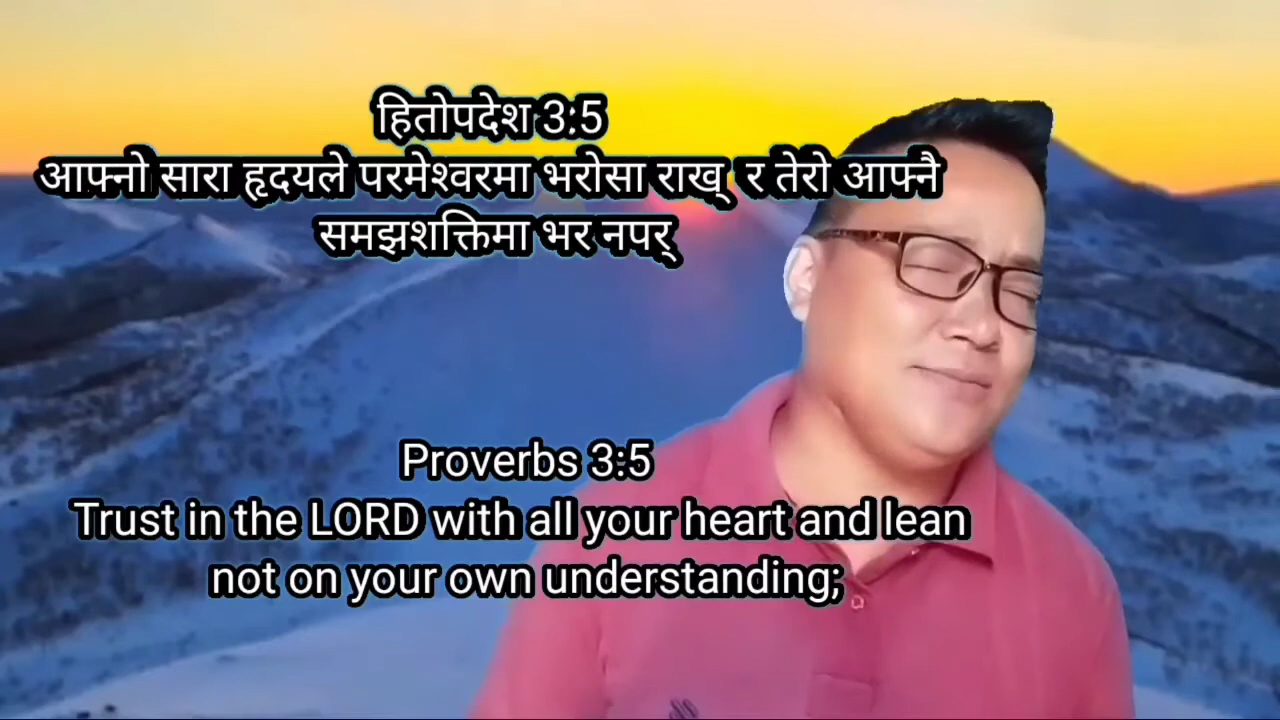 हितोपदेश 3:5
आफ्नो सारा हृदयले परमेश्वरमा भरोसा राख् र तेरो आफ्नै
समझशक्तिमा भर नपर्
Proverbs 3:5
Trust in the LORD with all your heart and lean
not on your own understanding;